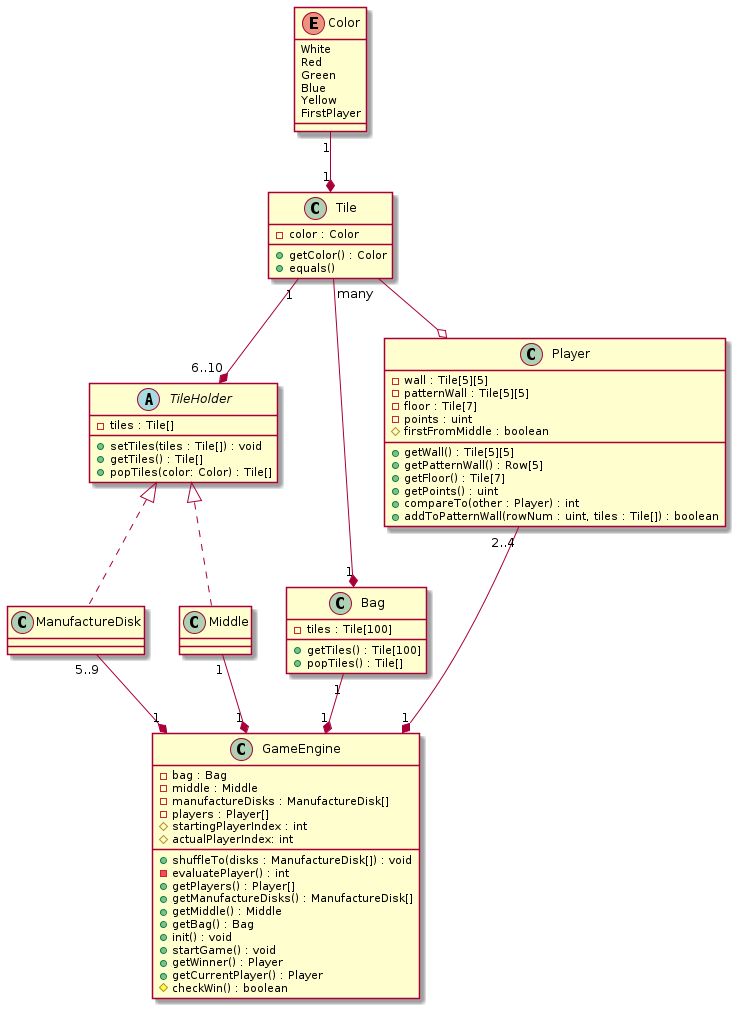 E Color
White
Red
Green
Blue
Yellow
FirstPlayer
1
1
C Tile
color : Color
getColor() : Color
equals()
1
many
6..10
C Player
wall : Tile[5][5]
patternWall : Tile[5][5]
floor : Tile[7]
points : uint
firstFromMiddle : boolean
getWall() : Tile[5][5]
getPatternWall() : Row[5]
getFloor() : Tile[7]
getPoints() : uint
compareTo(other : Player) : int
addToPatternWall(rowNum : uint, tiles : Tile[]) : boolean
A TileHolder
tiles : Tile[]
setTiles(tiles : Tile[]) : void
getTiles() : Tile[]
popTiles(color: Color) : Tile[]
2..4
1
C Bag
tiles : Tile[100]
getTiles() : Tile[100]
popTiles() : Tile[]
C ManufactureDisk
C Middle
5..9
1
1
1
1
1
1
C GameEngine
bag : Bag
middle : Middle
manufactureDisks : ManufactureDisk[]
players : Player[]
startingPlayerIndex : int
actualPlayerIndex: int
shuffleTo(disks : ManufactureDisk[]) : void
evaluatePlayer() : int
getPlayers() : Player[]
getManufactureDisks() : ManufactureDisk[]
getMiddle() : Middle
getBag() : Bag
init() : void
startGame() : void
getWinner() : Player
getCurrentPlayer() : Player
checkWin() : boolean